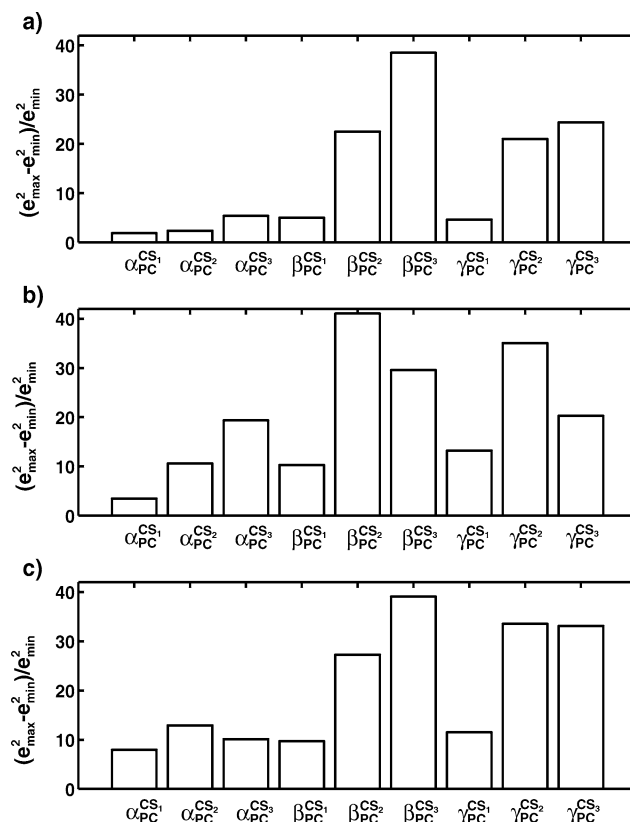 a)
40
30
20
10
0
(e²max-e²min)/e²min
αPC^CS1 αPC^CS2 αPC^CS3 βPC^CS1 βPC^CS2 βPC^CS3 γPC^CS1 γPC^CS2 γPC^CS3
b)
40
30
20
10
0
(e²max-e²min)/e²min
αPC^CS1 αPC^CS2 αPC^CS3 βPC^CS1 βPC^CS2 βPC^CS3 γPC^CS1 γPC^CS2 γPC^CS3
c)
40
30
20
10
0
(e²max-e²min)/e²min
αPC^CS1 αPC^CS2 αPC^CS3 βPC^CS1 βPC^CS2 βPC^CS3 γPC^CS1 γPC^CS2 γPC^CS3